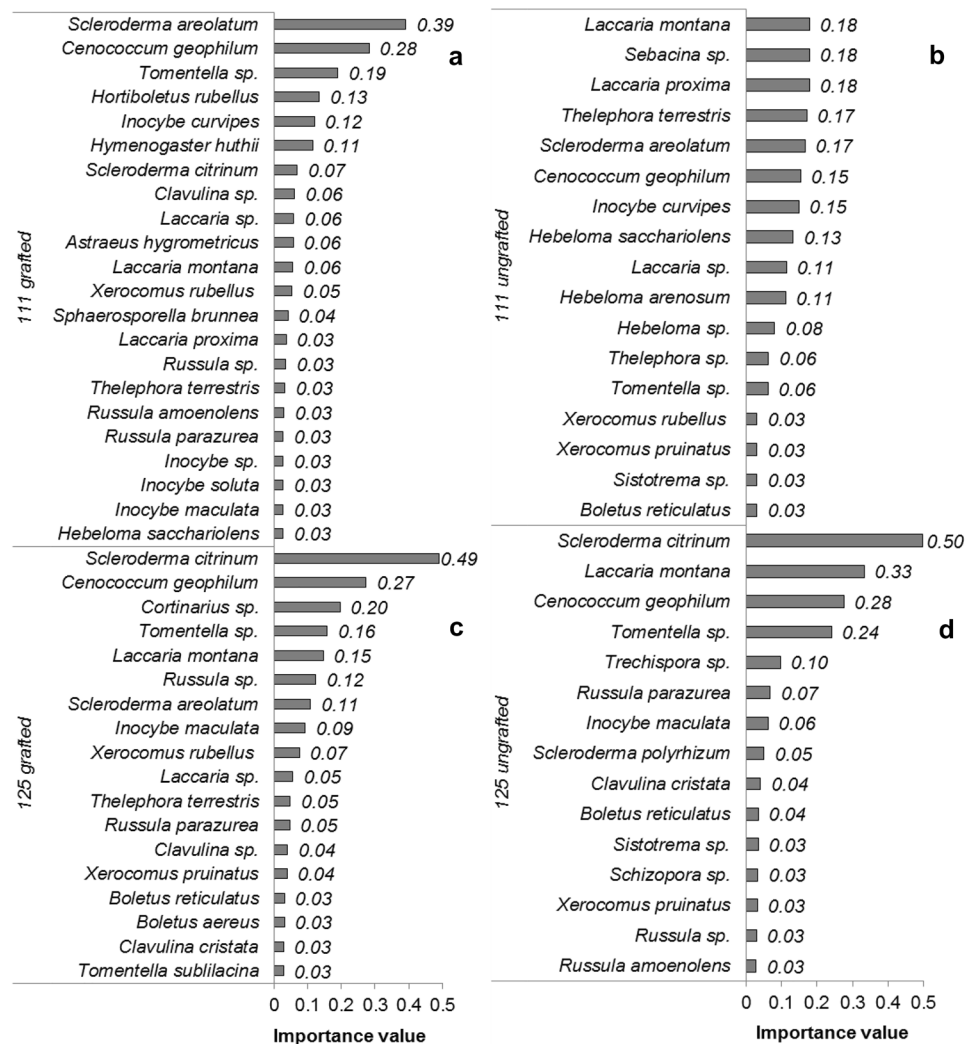 Scleroderma areolatum 0.39
Cenococcum geophilum 0.28
a
Tomentella sp. 0.19
Hortiboletus rubellus 0.13
Inocybe curvipes 0.12
Hymenogaster huthii 0.11
Scleroderma citrinum 0.07
Clavulina sp. 0.06
Laccaria sp. 0.06
Astraeus hygrometricus 0.06
Laccaria montana 0.06
Xerocomus rubellus 0.05
Sphaerosporella brunnea 0.04
Laccaria proxima 0.03
Russula sp. 0.03
Thelephora terrestris 0.03
Russula amoenolens 0.03
Russula parazurea 0.03
Inocybe sp. 0.03
Inocybe soluta 0.03
Inocybe maculata 0.03
Hebeloma sacchariolens 0.03
111 grafted
Scleroderma citrinum 0.49
Cenococcum geophilum 0.27
Cortinarius sp. 0.20
c
Tomentella sp. 0.16
Laccaria montana 0.15
Russula sp. 0.12
Scleroderma areolatum 0.11
Inocybe maculata 0.09
Xerocomus rubellus 0.07
Laccaria sp. 0.05
Thelephora terrestris 0.05
Russula parazurea 0.05
Clavulina sp. 0.04
Xerocomus pruinatus 0.04
Boletus reticulatus 0.03
Boletus aereus 0.03
Clavulina cristata 0.03
Tomentella sublilacina 0.03
125 grafted
0 0.1 0.2 0.3 0.4 0.5
Importance value
Laccaria montana 0.18
Sebacina sp. 0.18
b
Laccaria proxima 0.18
Thelephora terrestris 0.17
Scleroderma areolatum 0.17
Cenococcum geophilum 0.15
Inocybe curvipes 0.15
Hebeloma sacchariolens 0.13
Laccaria sp. 0.11
Hebeloma arenosum 0.11
Hebeloma sp. 0.08
Thelephora sp. 0.06
Tomentella sp. 0.06
Xerocomus rubellus 0.03
Xerocomus pruinatus 0.03
Sistotrema sp. 0.03
Boletus reticulatus 0.03
111 ungrafted
Scleroderma citrinum 0.50
Laccaria montana 0.33
Cenococcum geophilum 0.28
Tomentella sp. 0.24
d
Trechispora sp. 0.10
Russula parazurea 0.07
Inocybe maculata 0.06
Scleroderma polyrhizum 0.05
Clavulina cristata 0.04
Boletus reticulatus 0.04
Sistotrema sp. 0.03
Schizopora sp. 0.03
Xerocomus pruinatus 0.03
Russula sp. 0.03
Russula amoenolens 0.03
125 ungrafted
0 0.1 0.2 0.3 0.4 0.5
Importance value